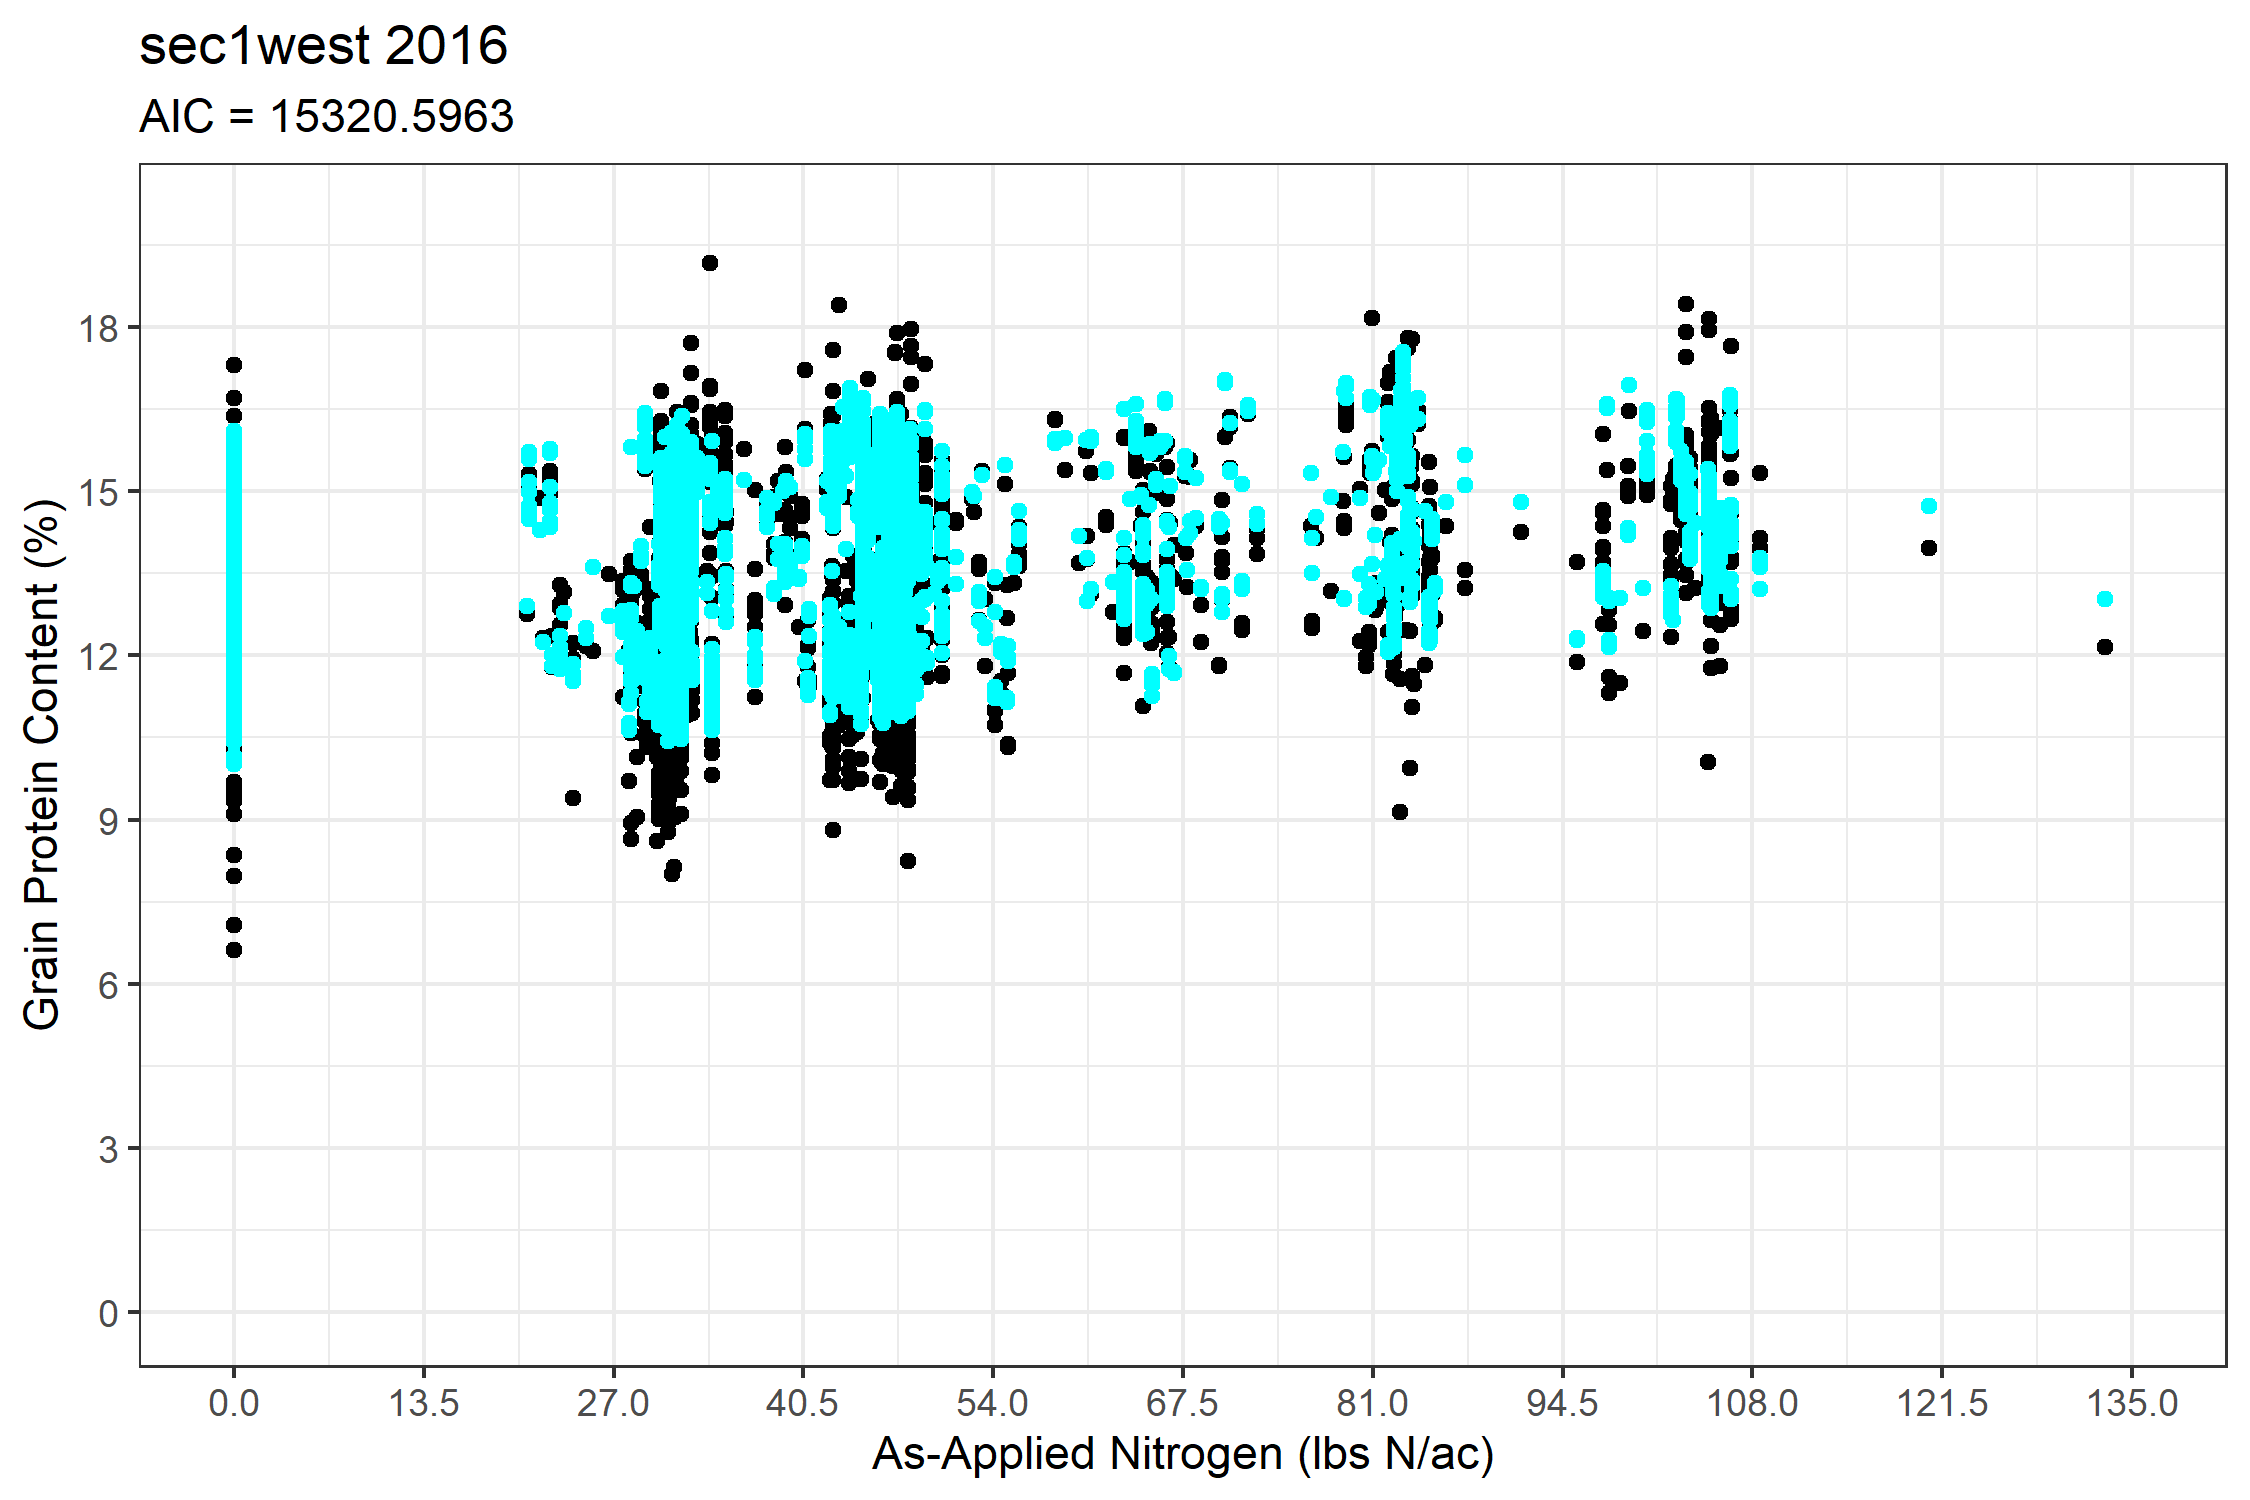 sec1west 2016
AIC = 15320.5963
Grain Protein Content (%)
18
15
12
9
6
3
0
0.0 13.5 27.0 40.5 54.0 67.5 81.0 94.5 108.0 121.5 135.0
As-Applied Nitrogen (lbs N/ac)